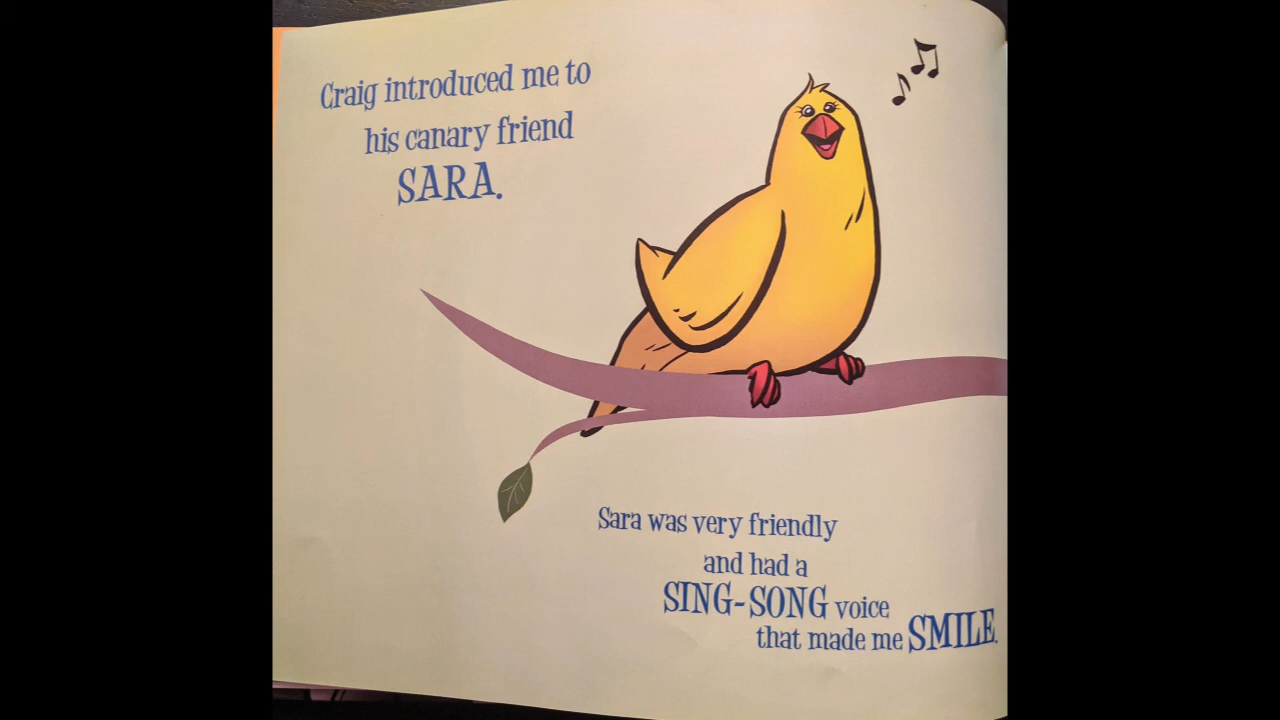 Craig introduced me to
his canary friend
SARA.
Sara was very friendly
and had a
SING-SONG voice
that made me SMILE.